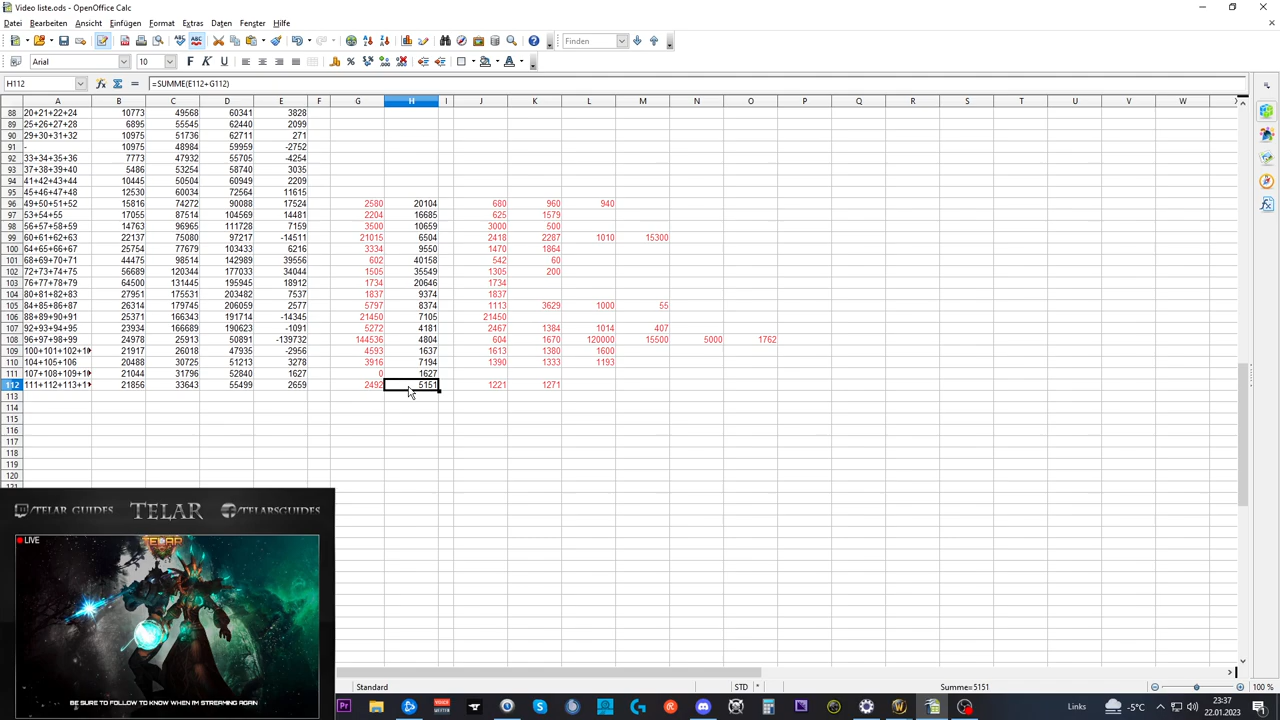 Video liste.ods - OpenOffice Calc
Datei Bearbeiten Ansicht Einfügen Format Extras Daten Fenster Hilfe
Finden
Arial 10
H112 =SUMME(E112+G112)
A B C D E F G H I J K L M N O P Q R S T U V W
88 20+21+22+24 10773 49568 60341 3828
89 25+26+27+28 6895 55545 62440 2099
90 29+30+31+32 10975 51736 62711 271
91 - 10975 48984 59959 -2752
92 33+34+35+36 7773 47932 55705 -4254
93 37+38+39+40 5486 53254 58740 3035
94 41+42+43+44 10445 50504 60949 2209
95 45+46+47+48 12530 60034 72564 11615
96 49+50+51+52 15816 74272 90088 17524 2580 20104 680 960 940
97 53+54+55 17055 87514 104569 14481 2204 16685 625 1579
98 56+57+58+59 14763 96965 111728 7159 3500 10659 3000 500
99 60+61+62+63 22137 75080 97217 -14511 21015 6504 2418 2287 1010 15300
100 64+65+66+67 25754 77679 103433 6216 3334 9550 1470 1864
101 68+69+70+71 44475 98514 142989 39556 602 40158 542 60
102 72+73+74+75 56689 120344 177033 34044 1505 35549 1305 200
103 76+77+78+79 64500 131445 195945 18912 1734 20646 1734
104 80+81+82+83 27951 175531 203482 7537 1837 9374 1837
105 84+85+86+87 26314 179745 206059 2577 5797 8374 1113 3629 1000 55
106 88+89+90+91 25371 166343 191714 -14345 21450 7105 21450
107 92+93+94+95 23934 166689 190623 -1091 5272 4181 2467 1384 1014 407
108 96+97+98+99 24978 25913 50891 -139732 144536 4804 604 1670 120000 15500 5000 1762
109 100+101+102+1 21917 26018 47935 -2956 4593 1637 1613 1380 1600
110 104+105+106 20488 30725 51213 3278 3916 7194 1390 1333 1193
111 107+108+109+1 21044 31796 52840 1627 0 1627
112 111+112+113+1 21856 33643 55499 2659 2492 5151 1221 1271
113
114
115
116
117
118
119
120
/TELAR GUIDES TELAR /TELARSGUIDES
LIVE
TELAR
BE SURE TO FOLLOW TO KNOW WHEN I'M STREAMING AGAIN
Standard STD * Summe=5151 100 %
Links -5°C 23:37
22.01.2023